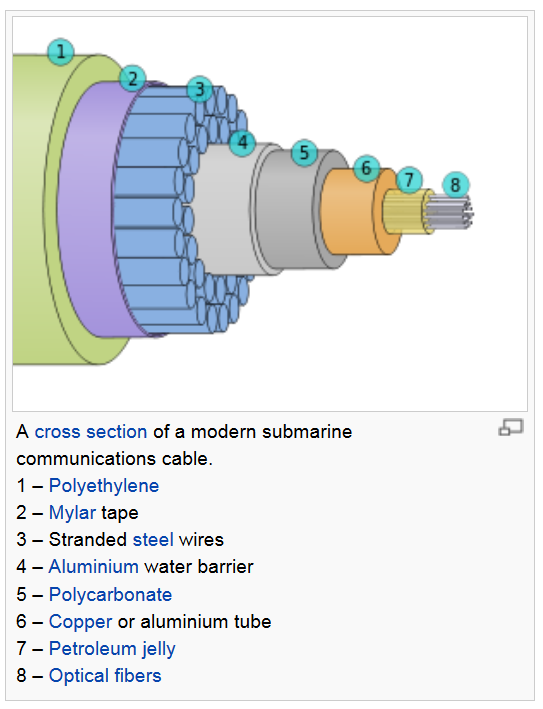 1
2
3
4
5
6
7
8
A cross section of a modern submarine
communications cable.
1 – Polyethylene
2 – Mylar tape
3 – Stranded steel wires
4 – Aluminium water barrier
5 – Polycarbonate
6 – Copper or aluminium tube
7 – Petroleum jelly
8 – Optical fibers